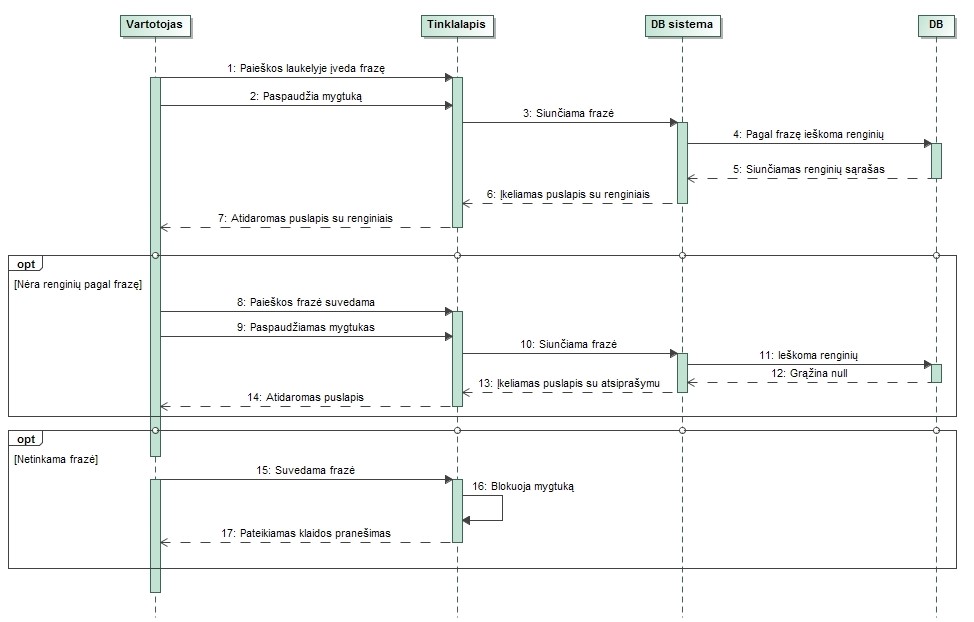 Vartotojas
Tinklalapis
DB sistema
DB
1: Paieškos laukelyje įveda frazę
2: Paspaudžia mygtuką
3: Siunčiama frazė
4: Pagal frazę ieškoma renginių
5: Siunčiamas renginių sąrašas
6: Įkeliamas puslapis su renginiais
7: Atidaromas puslapis su renginiais
opt
[Nėra renginių pagal frazę]
8: Paieškos frazė suvedama
9: Paspaudžiamas mygtukas
10: Siunčiama frazė
11: Ieškoma renginių
12: Grąžina null
13: Įkeliamas puslapis su atsiprašymu
14: Atidaromas puslapis
opt
[Netinkama frazė]
15: Suvedama frazė
16: Blokuoja mygtuką
17: Pateikiamas klaidos pranešimas